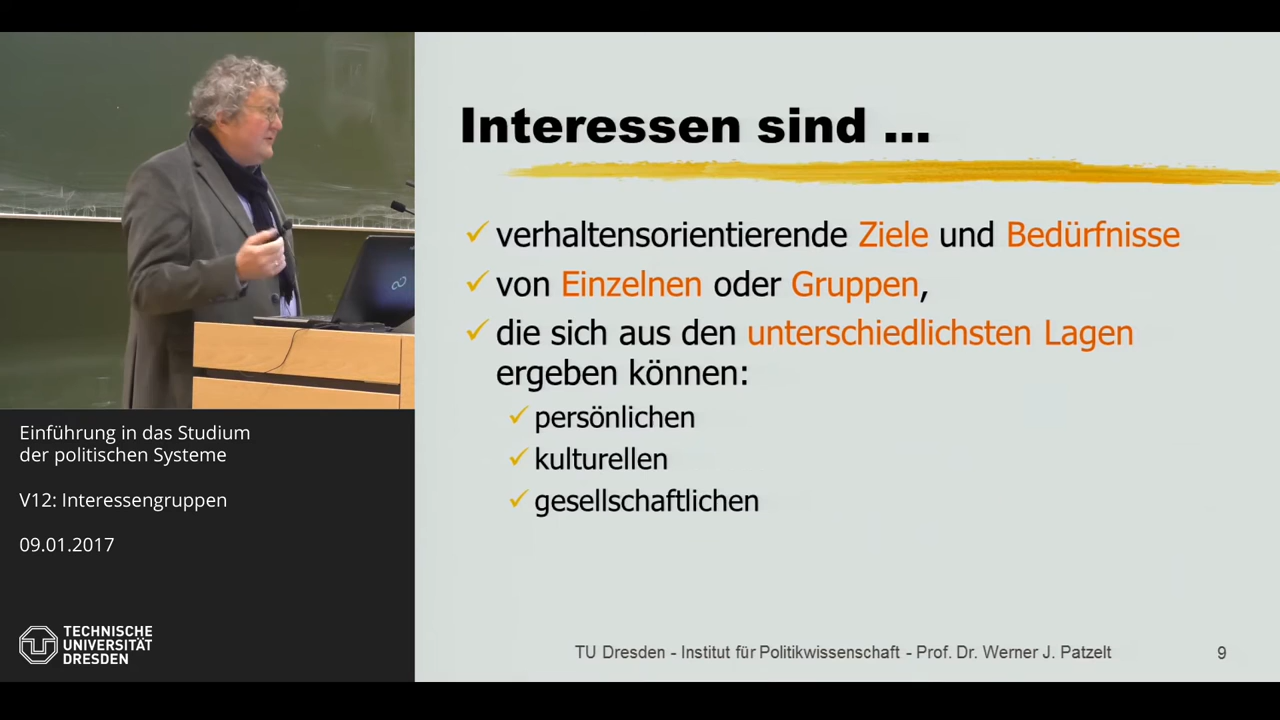 Interessen sind ...
verhaltensorientierende Ziele und Bedürfnisse
von Einzelnen oder Gruppen,
die sich aus den unterschiedlichsten Lagen
ergeben können:
persönlichen
kulturellen
gesellschaftlichen
Einführung in das Studium
der politischen Systeme
V12: Interessengruppen
09.01.2017
TECHNISCHE
UNIVERSITÄT
DRESDEN
TU Dresden - Institut für Politikwissenschaft - Prof. Dr. Werner J. Patzelt
9